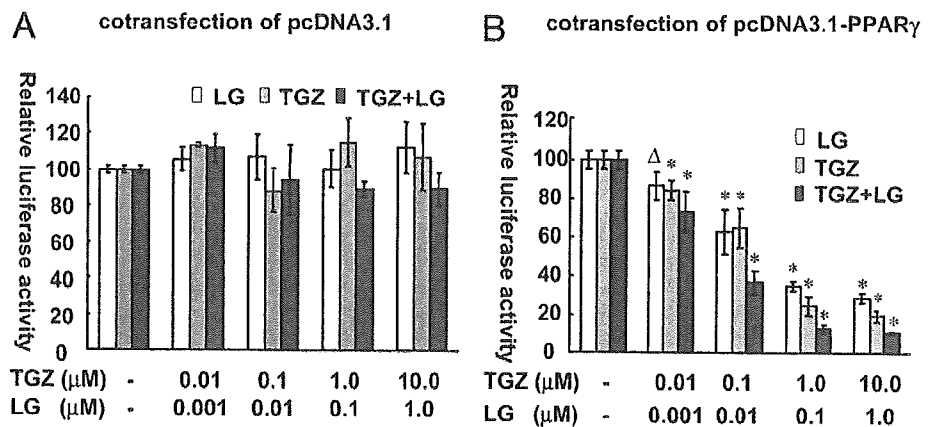 A cotransfection of pcDNA3.1
Relative luciferase activity
140
120
100
80
60
40
20
0
LG TGZ TGZ+LG
TGZ (μM) - 0.01 0.1 1.0 10.0
LG (μM) - 0.001 0.01 0.1 1.0
B cotransfection of pcDNA3.1-PPARγ
Relative luciferase activity
120
100
80
60
40
20
0
LG
TGZ
TGZ+LG
Δ * *
* * *
* * *
* * *
TGZ (μM) - 0.01 0.1 1.0 10.0
LG (μM) - 0.001 0.01 0.1 1.0